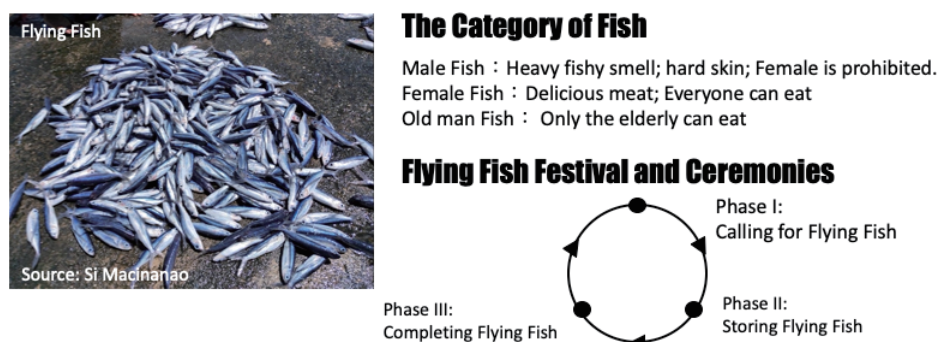 Flying Fish
Source: Si Macinanao
The Category of Fish
Male Fish：Heavy fishy smell; hard skin; Female is prohibited.
Female Fish：Delicious meat; Everyone can eat
Old man Fish： Only the elderly can eat
Flying Fish Festival and Ceremonies
Phase I:
Calling for Flying Fish
Phase II:
Storing Flying Fish
Phase III:
Completing Flying Fish